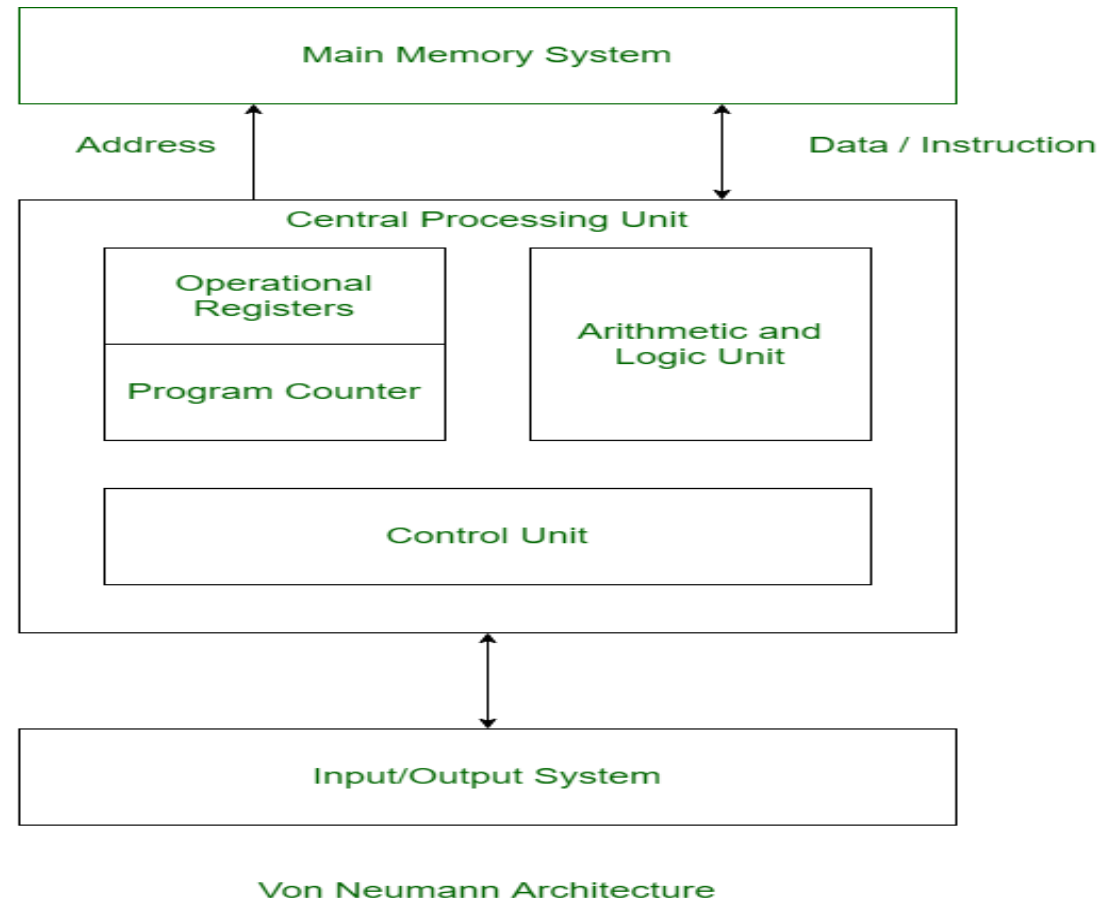 Main Memory System
Address
Data / Instruction
Central Processing Unit
Operational
Registers
Arithmetic and
Logic Unit
Program Counter
Control Unit
Input/Output System
Von Neumann Architecture